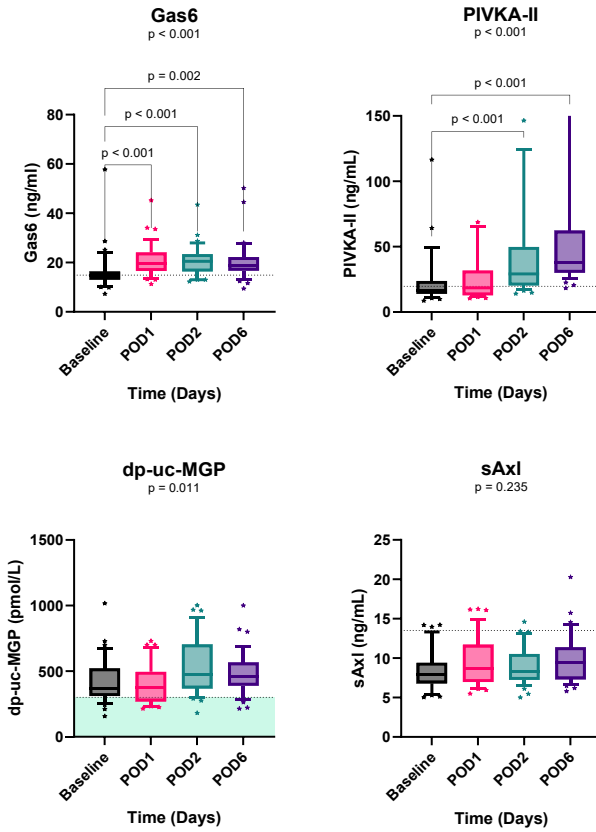 Gas6
p < 0.001
p = 0.002
p < 0.001
p < 0.001
80
60
40
20
0
Gas6 (ng/ml)
Baseline
POD1
POD2
POD6
Time (Days)
PIVKA-II
p < 0.001
p < 0.001
p < 0.001
150
100
50
0
PIVKA-II (ng/mL)
Baseline
POD1
POD2
POD6
Time (Days)
dp-uc-MGP
p = 0.011
1500
1000
500
0
dp-uc-MGP (pmol/L)
Baseline
POD1
POD2
POD6
Time (Days)
sAxl
p = 0.235
25
20
15
10
5
0
sAxl (ng/mL)
Baseline
POD1
POD2
POD6
Time (Days)